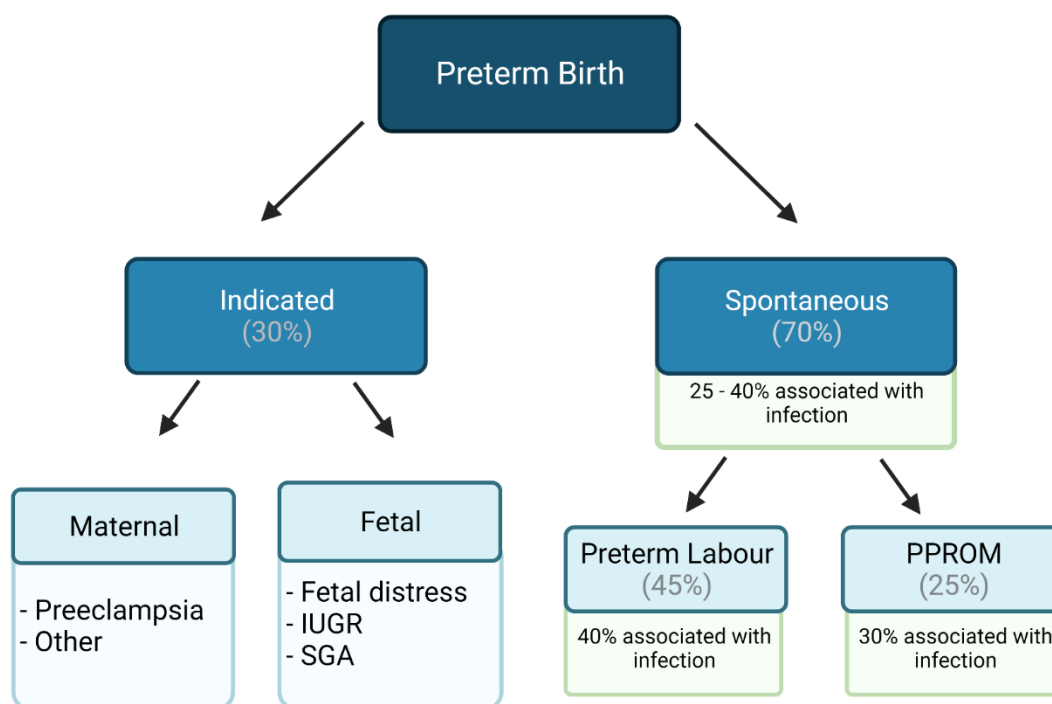 Preterm Birth
Indicated
(30%)
Spontaneous
(70%)
25 - 40% associated with
infection
Maternal
- Preeclampsia
- Other
Fetal
- Fetal distress
- IUGR
- SGA
Preterm Labour
(45%)
40% associated with
infection
PPROM
(25%)
30% associated with
infection